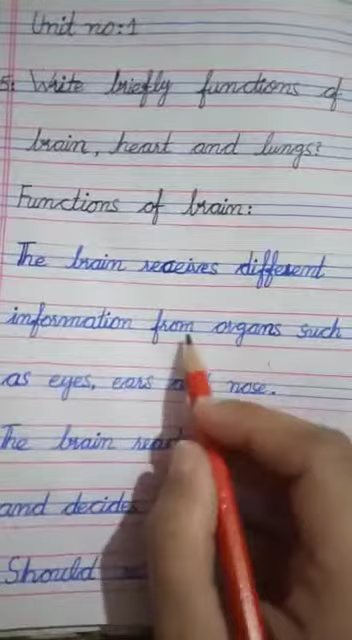 Unit no:1
5: Write briefly functions of
brain, heart and lungs?
Functions of brain:
The brain receives different
information from organs such
as eyes, ears nose.
The brain
and decides
Should